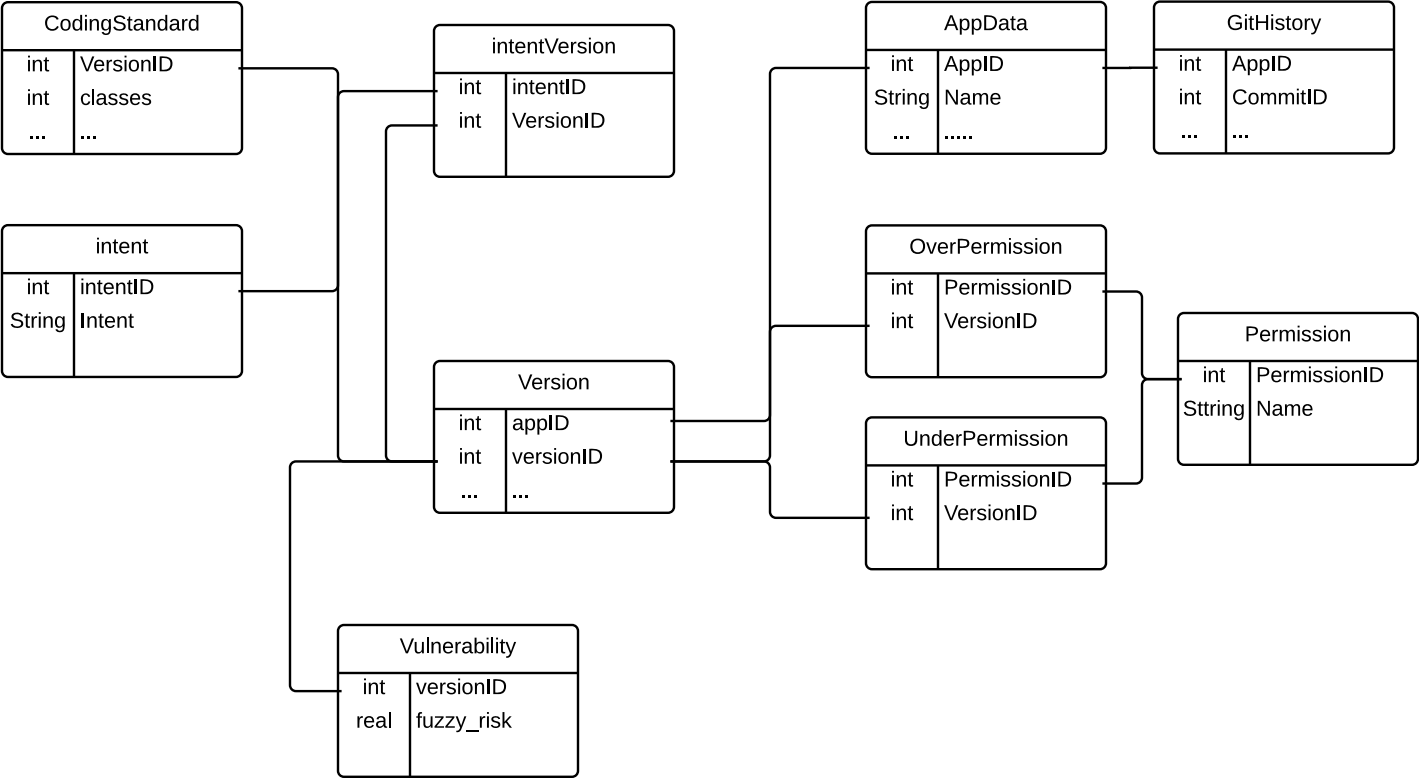 CodingStandard
int VersionID
int classes
... ...
intentVersion
int intentID
int VersionID
AppData
int AppID
String Name
... .....
GitHistory
int AppID
int CommitID
... ...
intent
int intentID
String Intent
OverPermission
int PermissionID
int VersionID
Permission
int PermissionID
Sttring Name
Version
int appID
int versionID
... ...
UnderPermission
int PermissionID
int VersionID
Vulnerability
int versionID
real fuzzy_risk